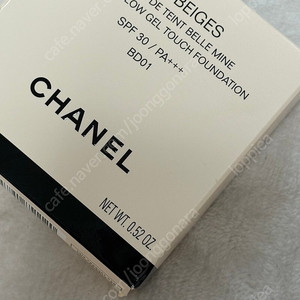 BEIGES
DE TEINT BELLE MINE
LOW GEL TOUCH FOUNDATION
SPF 30 / PA+++
BD01
CHANEL
NET WT. 0.52 OZ.